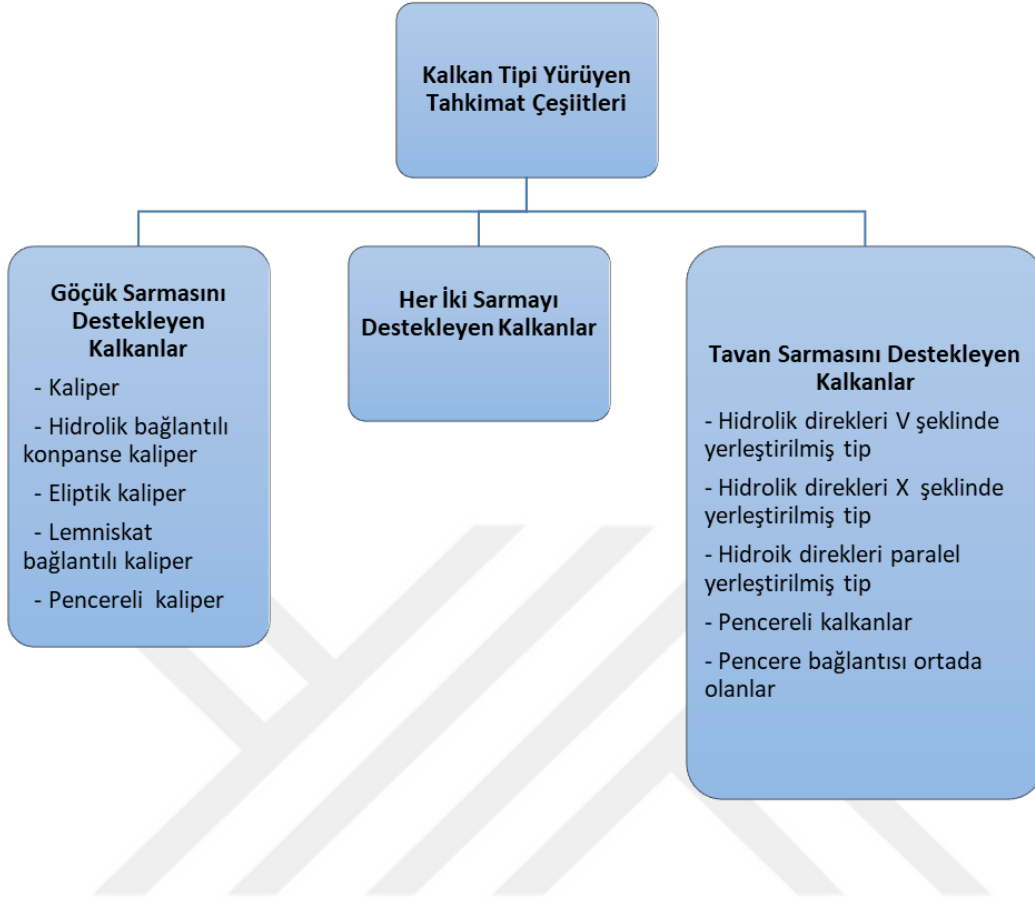 Kalkan Tipi Yürüyen
Tahkimat Çeşiitleri
Göçük Sarmasını
Destekleyen
Kalkanlar
- Kaliper
- Hidrolik bağlantılı
konpanse kaliper
- Eliptik kaliper
- Lemniskat
bağlantılı kaliper
- Pencereli kaliper
Her İki Sarmayı
Destekleyen Kalkanlar
Tavan Sarmasını Destekleyen
Kalkanlar
- Hidrolik direkleri V şeklinde
yerleştirilmiş tip
- Hidrolik direkleri X şeklinde
yerleştirilmiş tip
- Hidroik direkleri paralel
yerleştirilmiş tip
- Pencereli kalkanlar
- Pencere bağlantısı ortada
olanlar